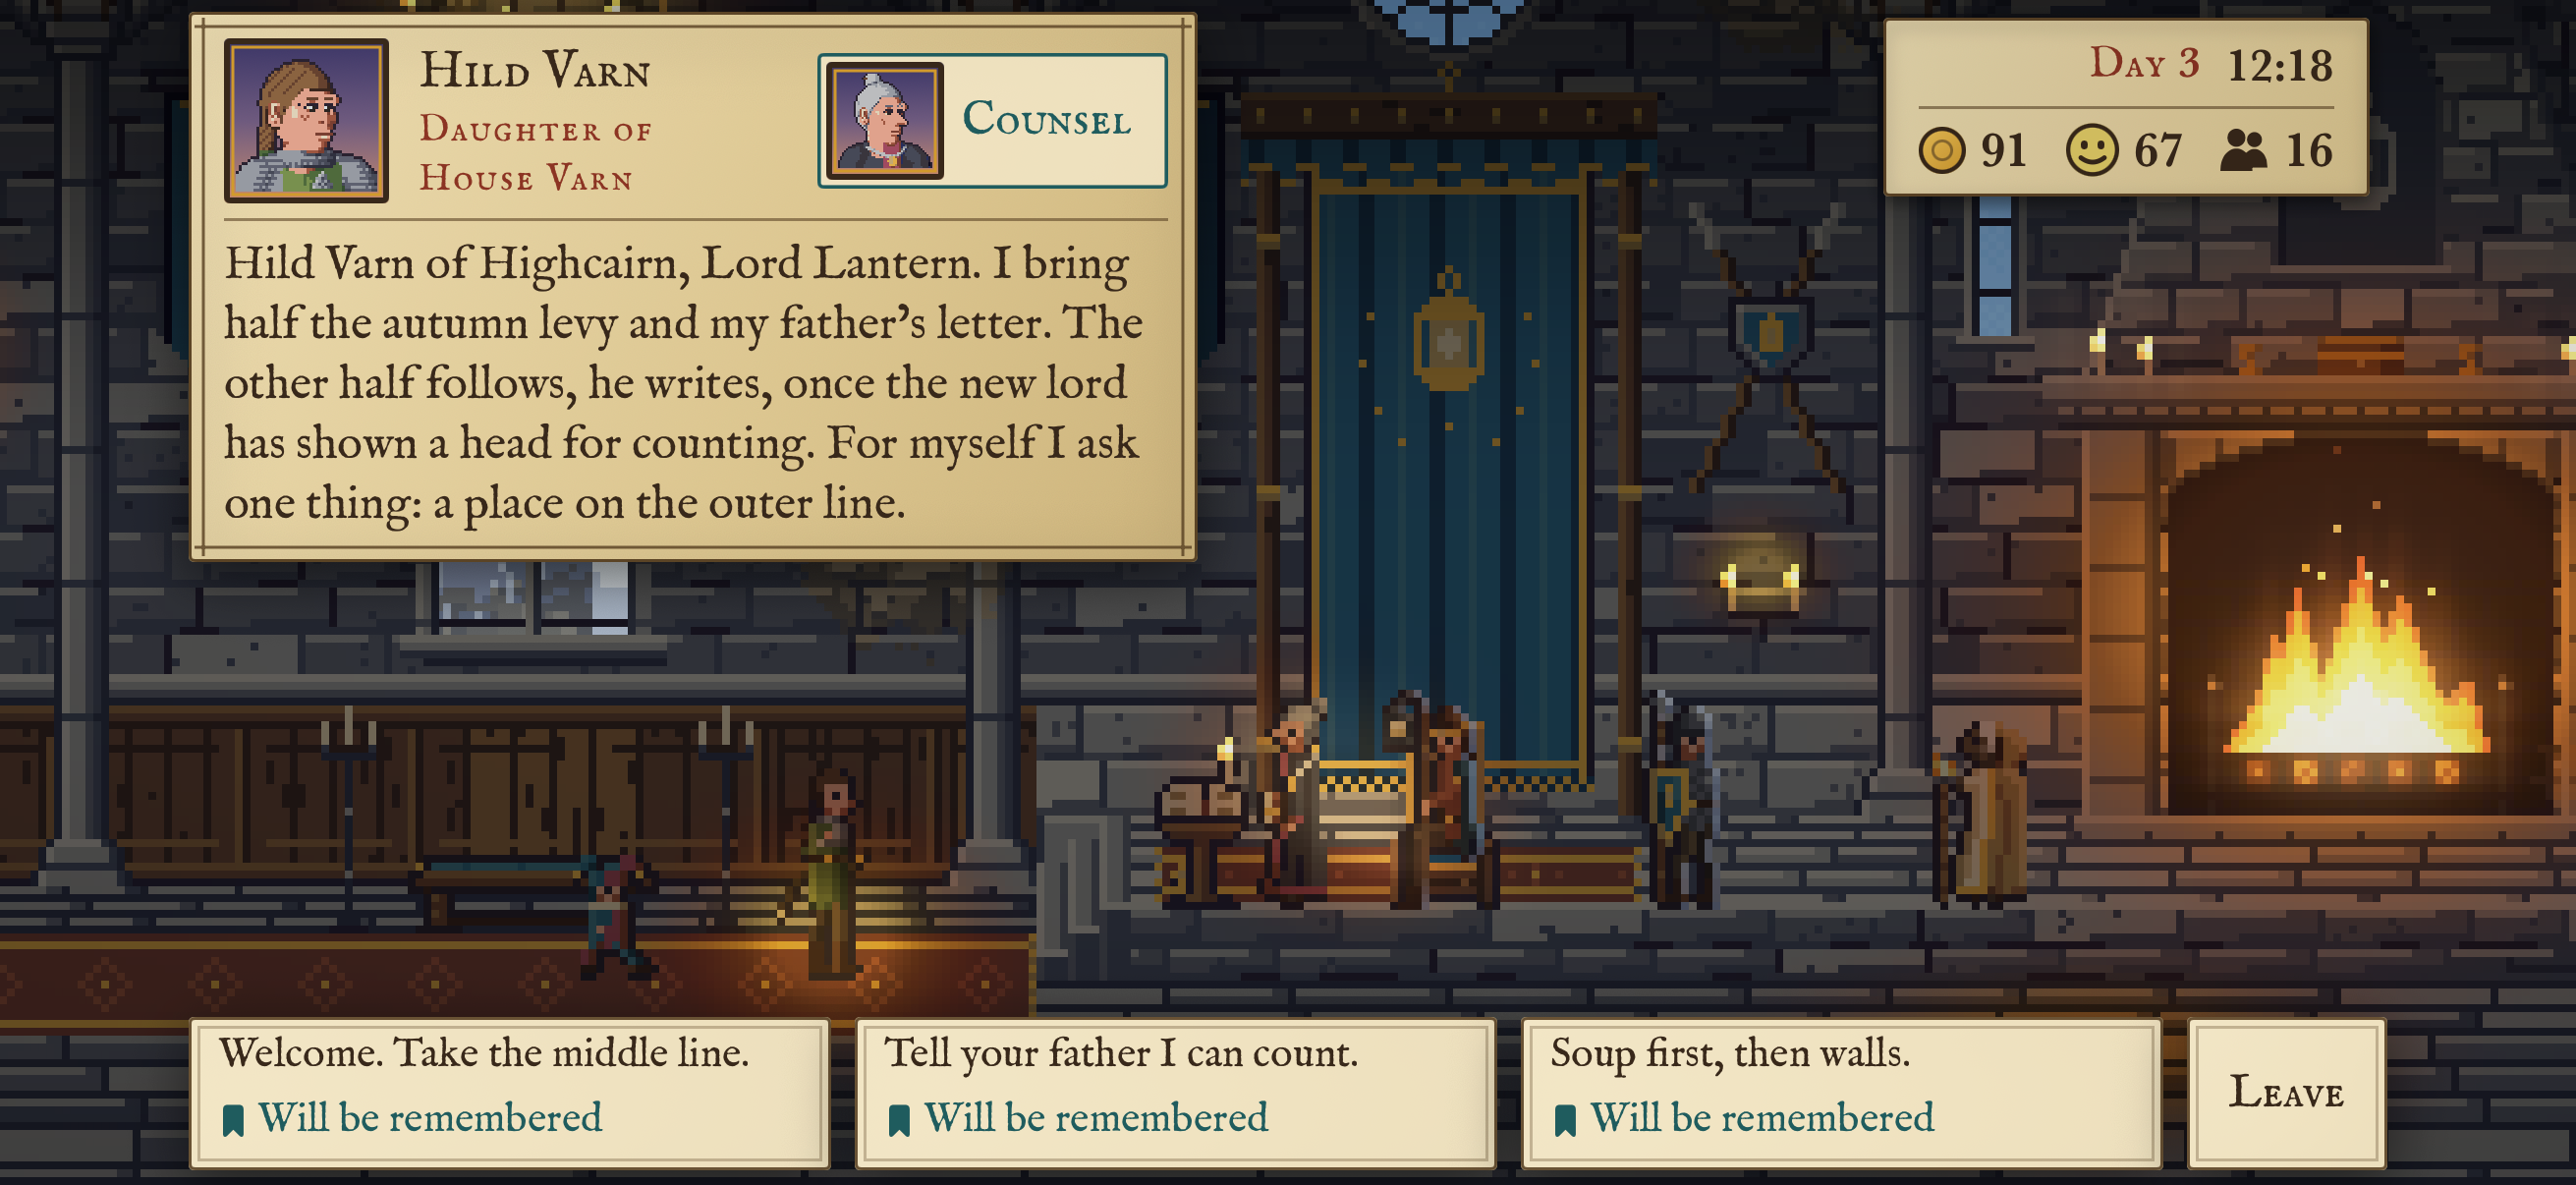 Hild Varn
Daughter of
House Varn
Counsel
Hild Varn of Highcairn, Lord Lantern. I bring
half the autumn levy and my father’s letter. The
other half follows, he writes, once the new lord
has shown a head for counting. For myself I ask
one thing: a place on the outer line.
Day 3 12:18
91 67 16
Welcome. Take the middle line.
Will be remembered
Tell your father I can count.
Will be remembered
Soup first, then walls.
Will be remembered
Leave